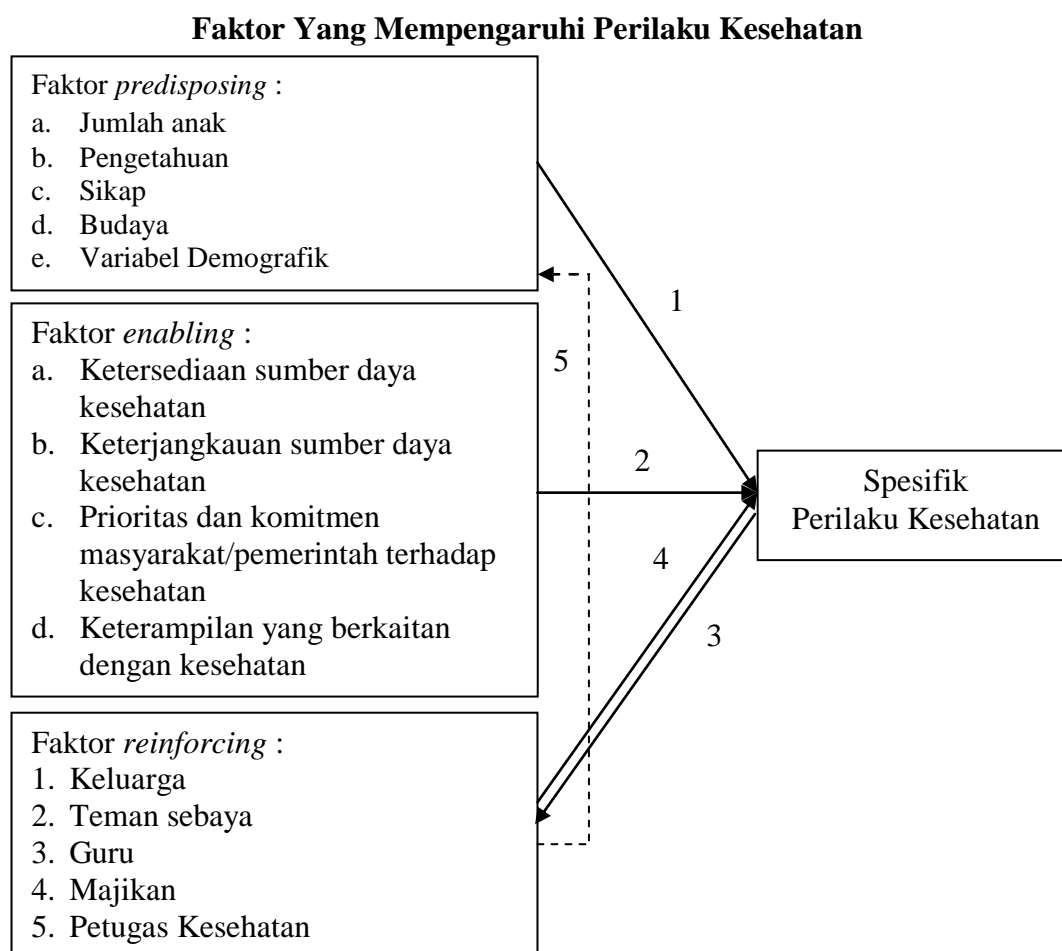 Faktor Yang Mempengaruhi Perilaku Kesehatan
Faktor predisposing :
a. Jumlah anak
b. Pengetahuan
c. Sikap
d. Budaya
e. Variabel Demografik
Faktor enabling :
a. Ketersediaan sumber daya
kesehatan
b. Keterjangkauan sumber daya
kesehatan
c. Prioritas dan komitmen
masyarakat/pemerintah terhadap
kesehatan
d. Keterampilan yang berkaitan
dengan kesehatan
Faktor reinforcing :
1. Keluarga
2. Teman sebaya
3. Guru
4. Majikan
5. Petugas Kesehatan
1
5
2
4
3
Spesifik
Perilaku Kesehatan